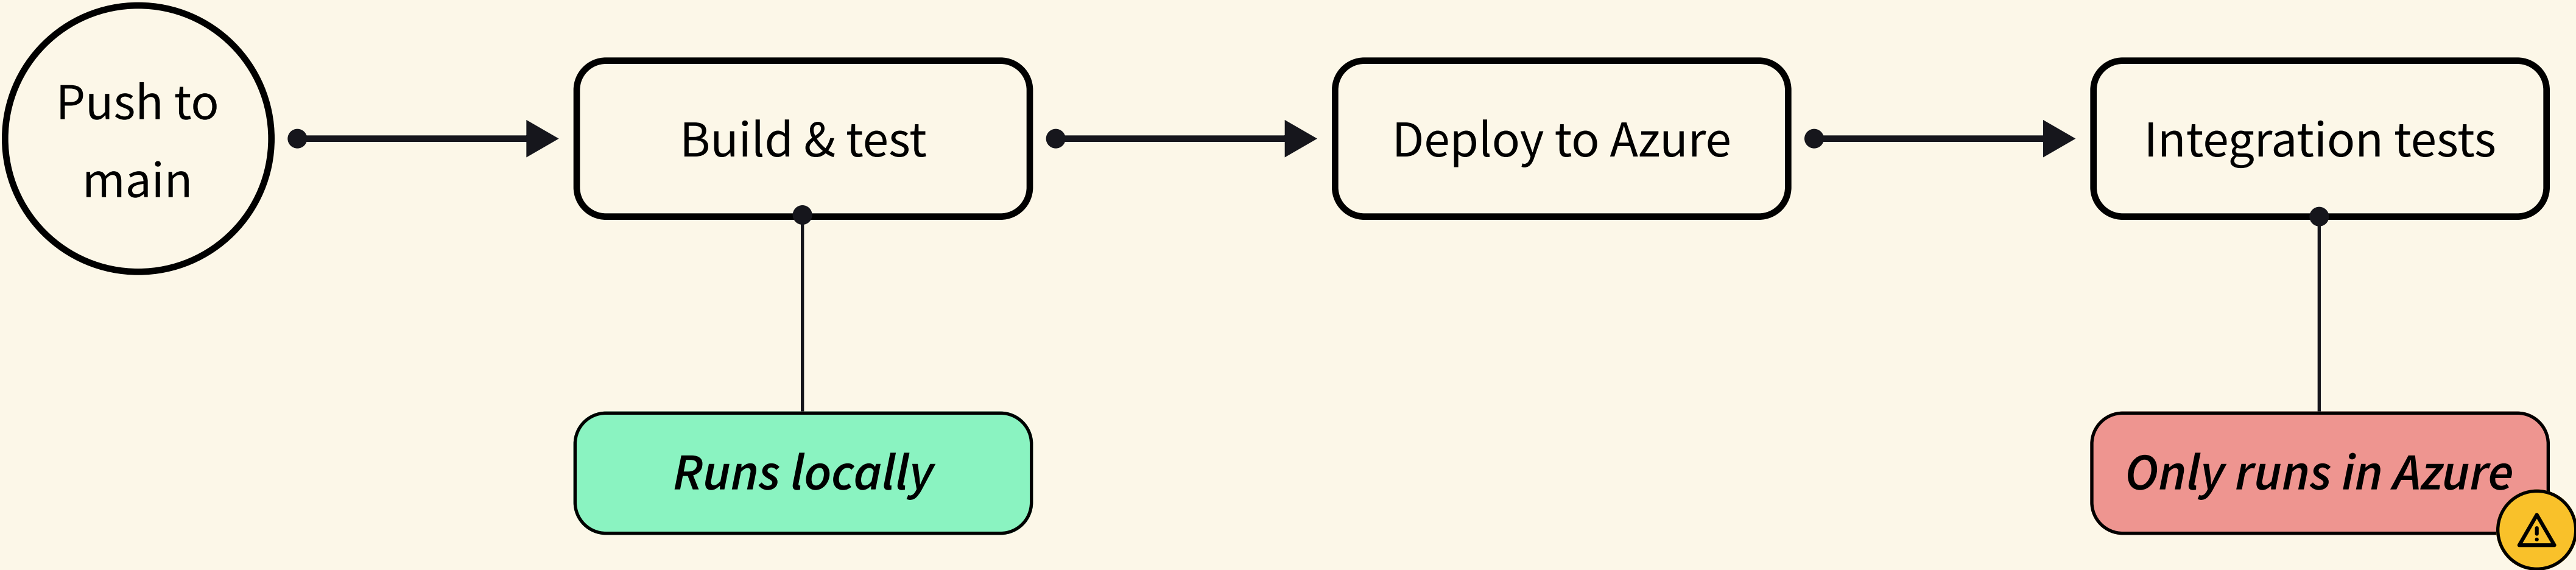 Push to
main
Build & test
Deploy to Azure
Integration tests
Runs locally
Only runs in Azure